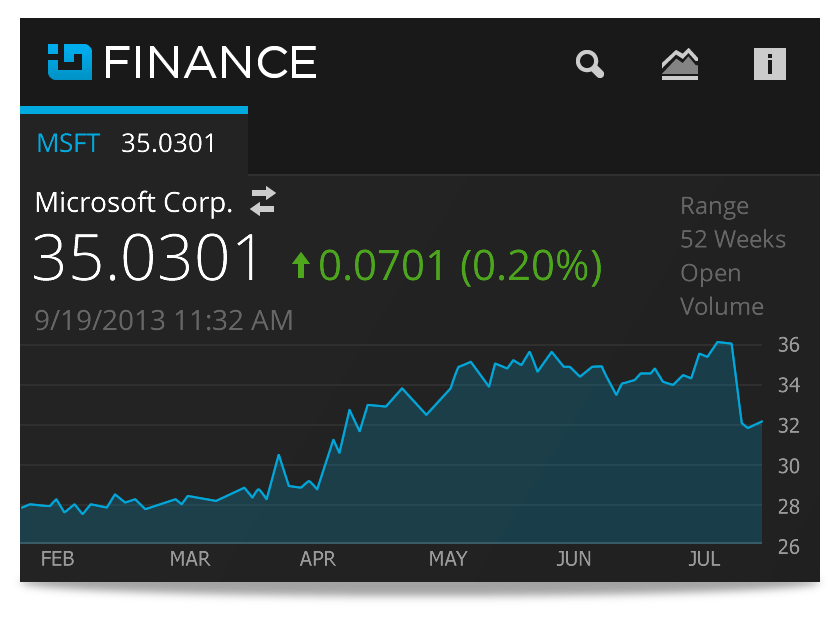 FINANCE
i
MSFT 35.0301
Microsoft Corp.
35.0301 0.0701 (0.20%)
9/19/2013 11:32 AM
Range
52 Weeks
Open
Volume
36
34
32
30
28
26
FEB MAR APR MAY JUN JUL